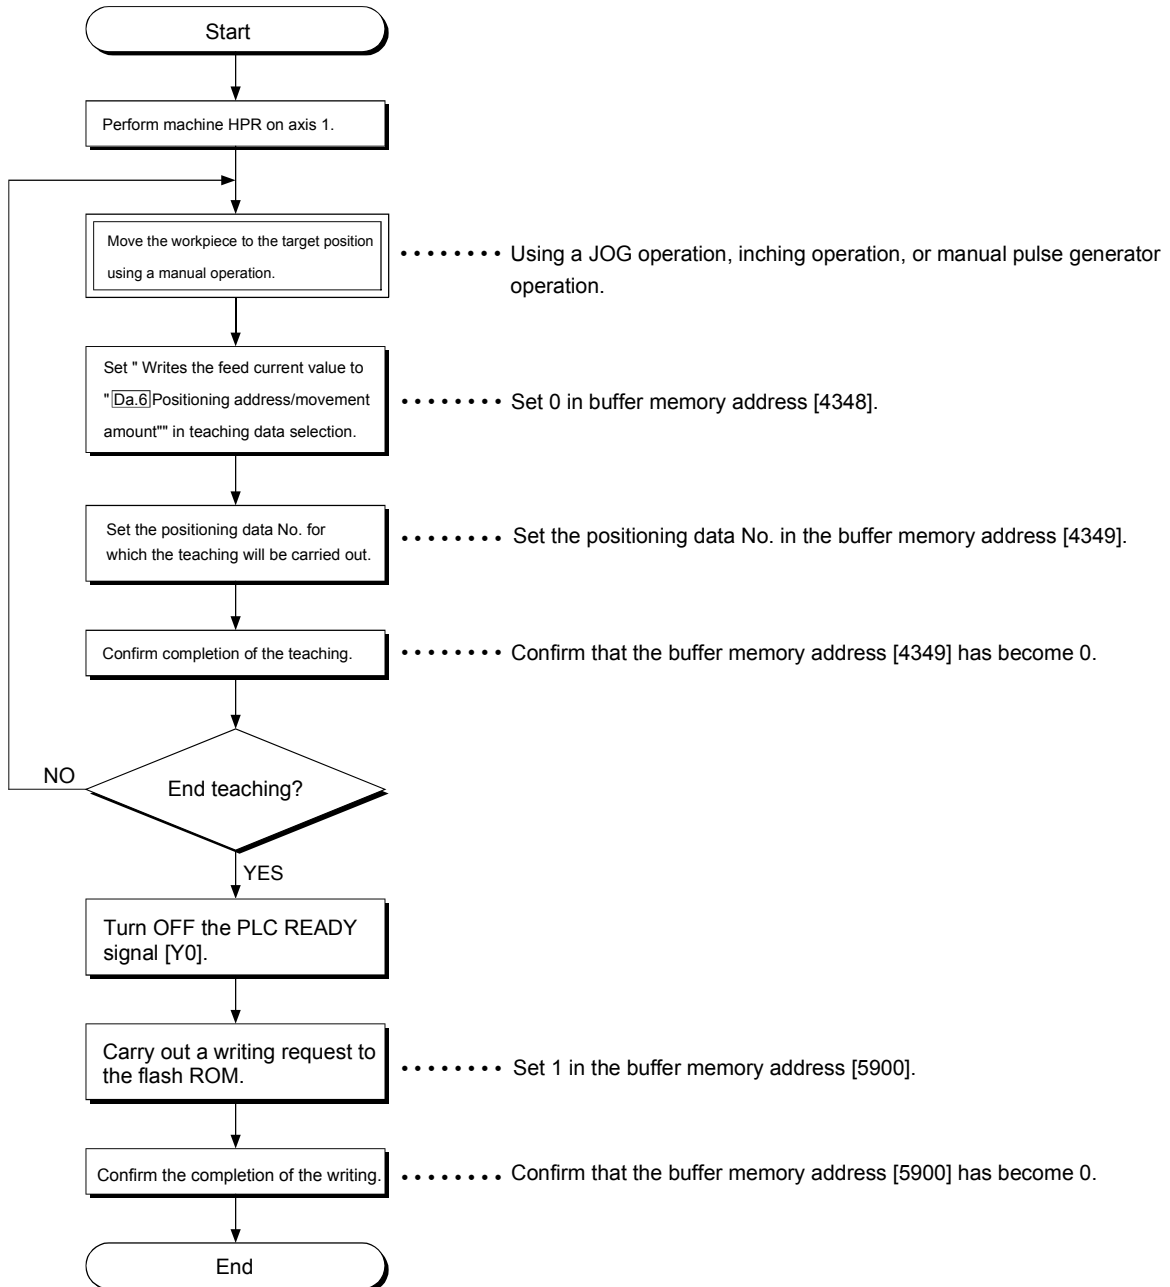 Start
Perform machine HPR on axis 1.
Move the workpiece to the target position
using a manual operation.
Using a JOG operation, inching operation, or manual pulse generator
operation.
Set " Writes the feed current value to
" Da.6 Positioning address/movement
amount"" in teaching data selection.
Set 0 in buffer memory address [4348].
Set the positioning data No. for
which the teaching will be carried out.
Set the positioning data No. in the buffer memory address [4349].
Confirm completion of the teaching.
Confirm that the buffer memory address [4349] has become 0.
NO
End teaching?
YES
Turn OFF the PLC READY
signal [Y0].
Carry out a writing request to
the flash ROM.
Set 1 in the buffer memory address [5900].
Confirm the completion of the writing.
Confirm that the buffer memory address [5900] has become 0.
End